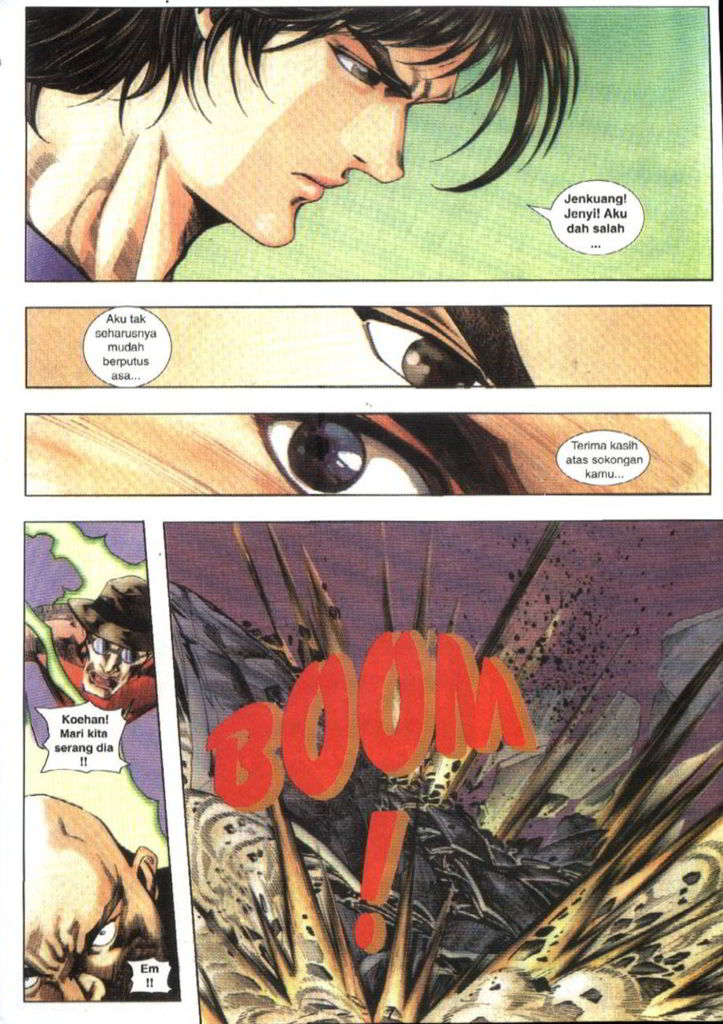 Jenkuang!
Jenyi! Aku
dah salah
...
Aku tak
seharusnya
mudah
berputus
asa...
Terima kasih
atas sokongan
kamu...
Koehan!
Mari kita
serang dia
!!
Em
!!
BOOM
!